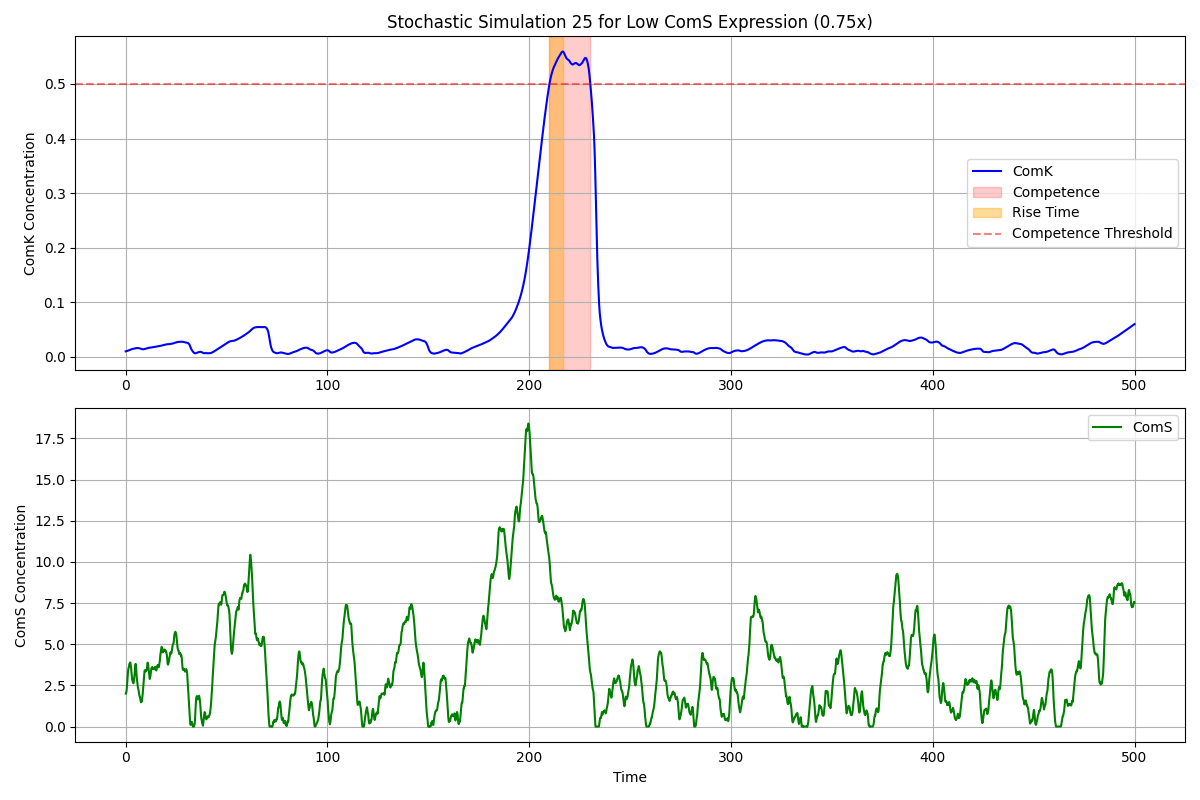 Stochastic Simulation 25 for Low ComS Expression (0.75x)
ComK Concentration
0.5
0.4
0.3
0.2
0.1
0.0
ComK
Competence
Rise Time
Competence Threshold
0
100
200
300
400
500
ComS Concentration
17.5
15.0
12.5
10.0
7.5
5.0
2.5
0.0
ComS
0
100
200
300
400
500
Time